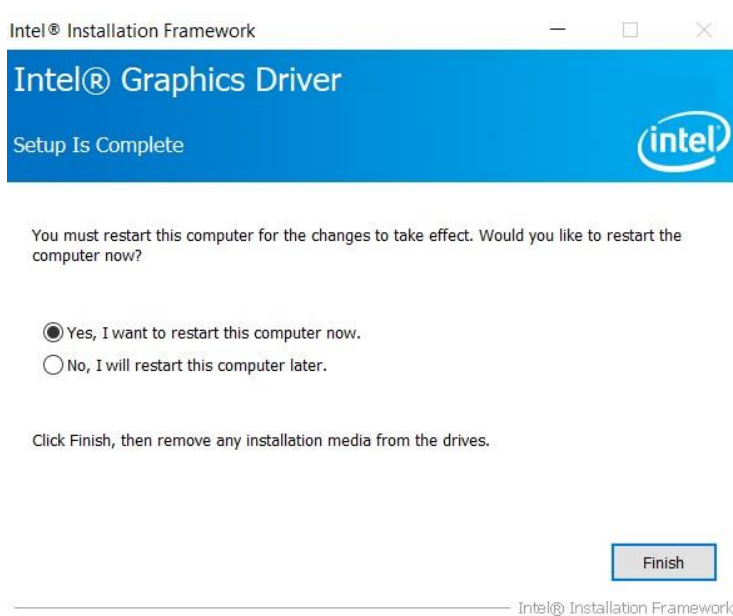 Intel® Installation Framework
Intel® Graphics Driver
Setup Is Complete
intel
You must restart this computer for the changes to take effect. Would you like to restart the
computer now?
Yes, I want to restart this computer now.
No, I will restart this computer later.
Click Finish, then remove any installation media from the drives.
Finish
Intel® Installation Framework